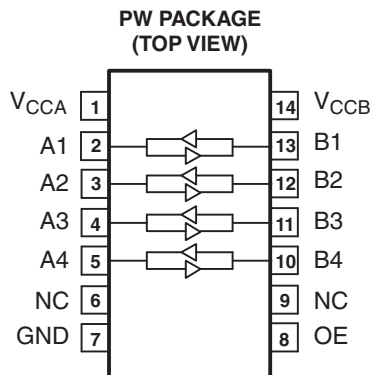 PW PACKAGE
(TOP VIEW)
VCCA 1 14 VCCB
A1 2 13 B1
A2 3 12 B2
A3 4 11 B3
A4 5 10 B4
NC 6 9 NC
GND 7 8 OE